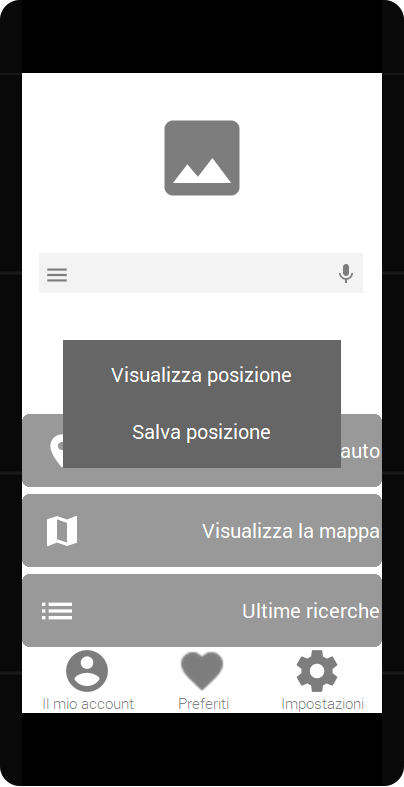 Visualizza posizione
Salva posizione
auto
Visualizza la mappa
Ultime ricerche
Il mio account
Preferiti
Impostazioni